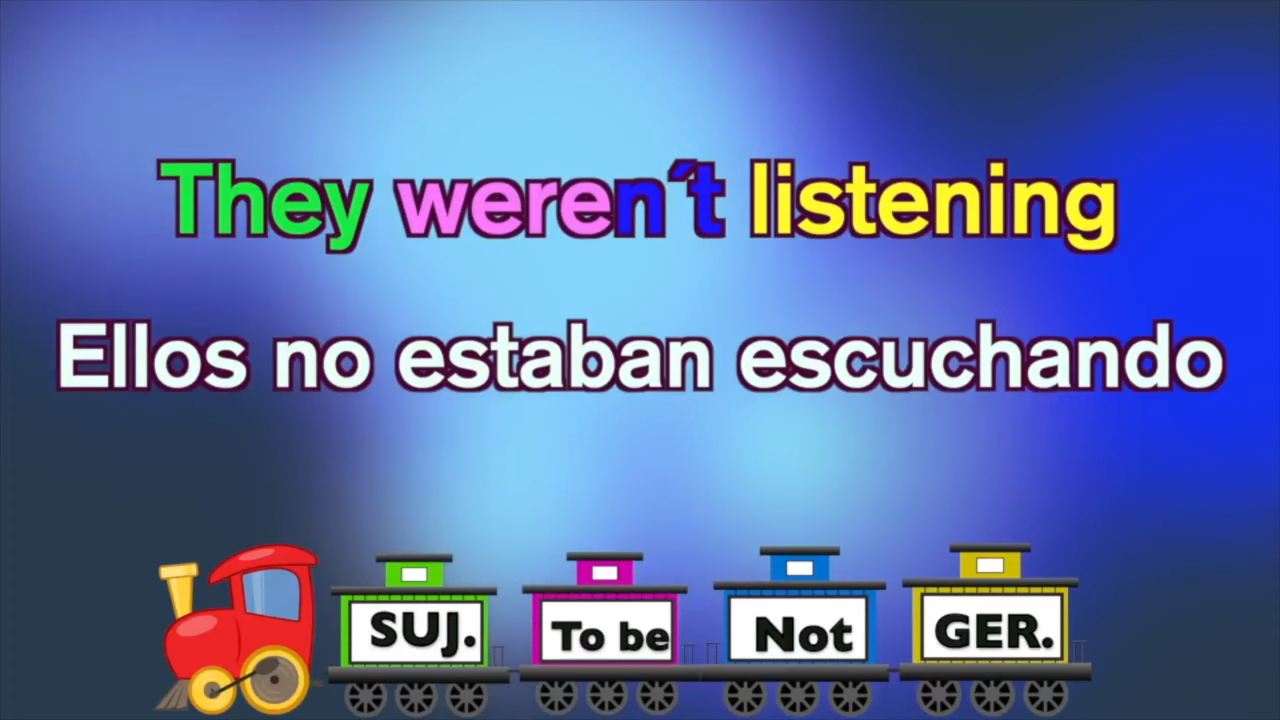 They weren´t listening
Ellos no estaban escuchando
SUJ. To be Not GER.